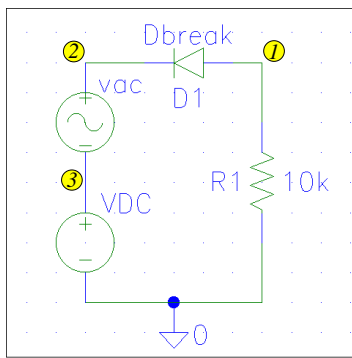 Dbreak
2
1
vac
D1
3
R1 10k
VDC
+
-
+
-
0